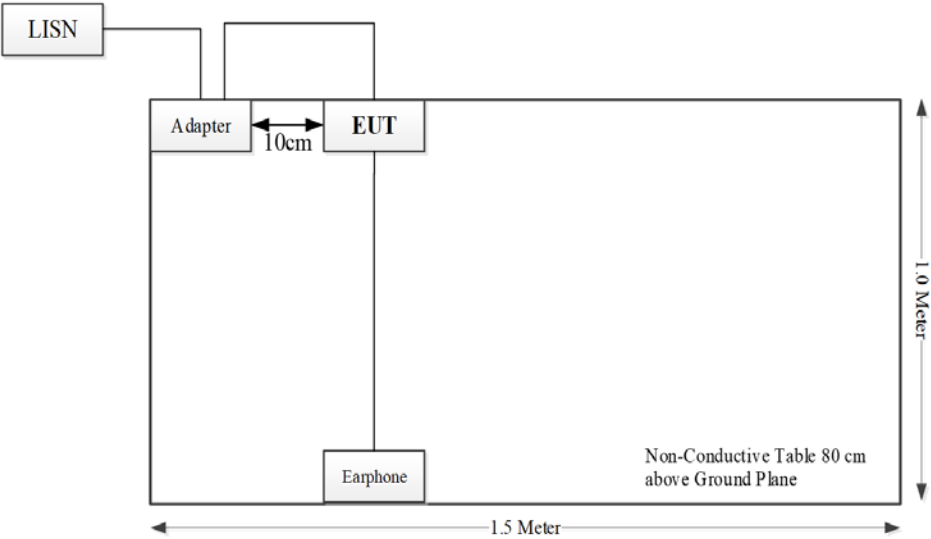 LISN
Adapter
10cm
EUT
1.0 Meter
Earphone
Non-Conductive Table 80 cm
above Ground Plane
1.5 Meter